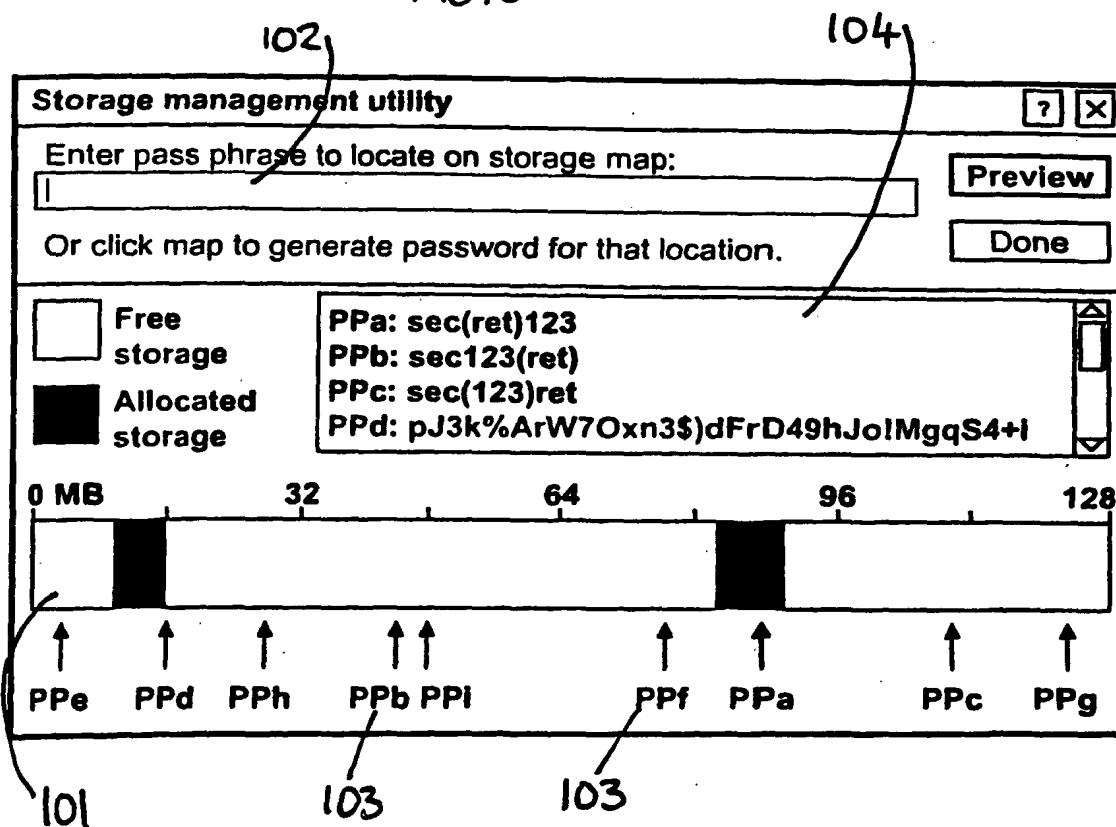 102
104
Storage management utility ? X
Enter pass phrase to locate on storage map:
Preview
Or click map to generate password for that location.
Done
Free storage
Allocated storage
PPa: sec(ret)123
PPb: sec123(ret)
PPc: sec(123)ret
PPd: pJ3k%ArW7Oxn3$)dFrD49hJo!MgqS4+i
0 MB 32 64 96 128
PPe PPd PPh PPb PPi PPf PPa PPc PPg
101 103 103